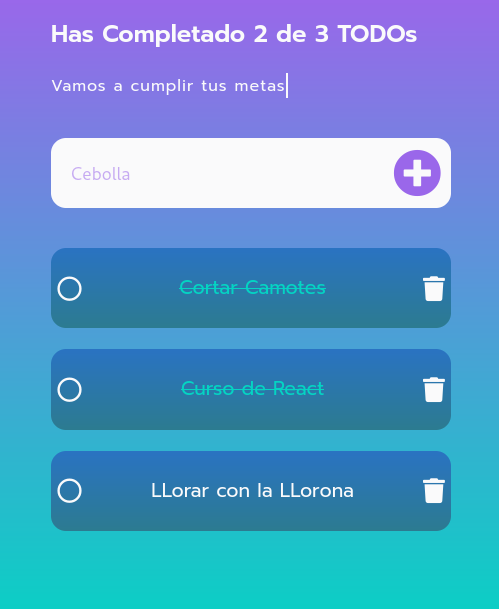 Has Completado 2 de 3 TODOs
Vamos a cumplir tus metas
Cebolla
Cortar Camotes
Curso de React
LLorar con la LLorona